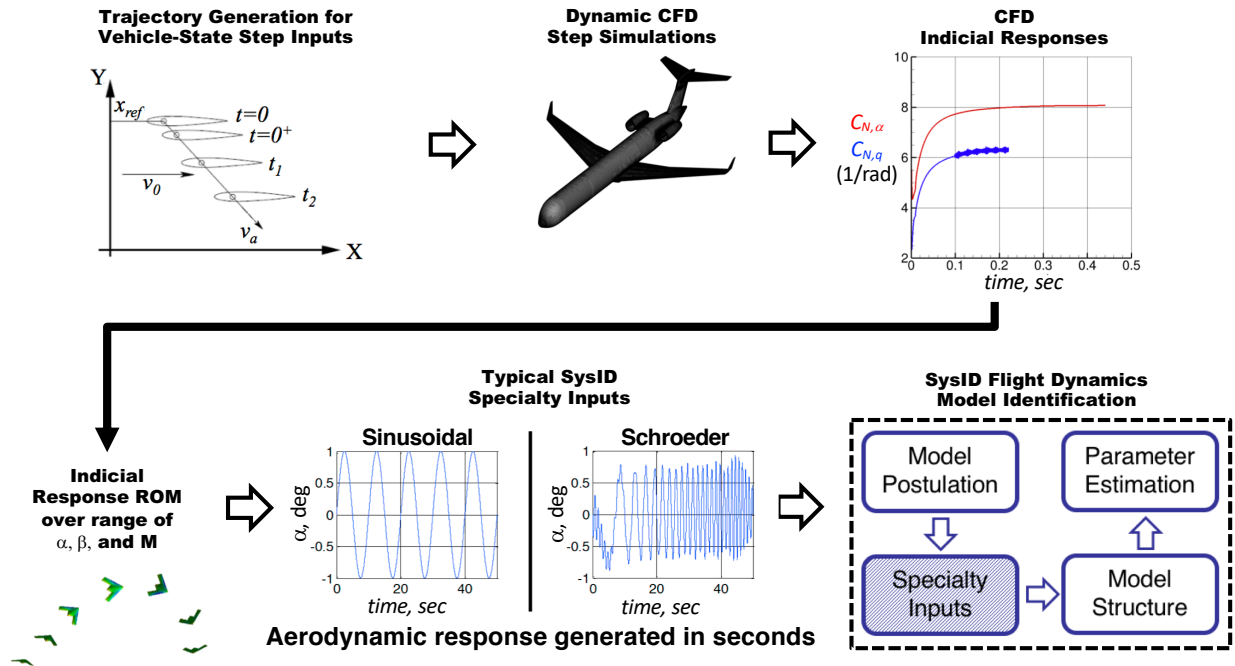 Trajectory Generation for
Vehicle-State Step Inputs
Y
x_ref
t=0
t=0⁺
t₁
t₂
v₀
vₐ
X
Dynamic CFD
Step Simulations
CFD
Indicial Responses
10
8
6
4
2
C_N,α
C_N,q
(1/rad)
0 0.1 0.2 0.3 0.4 0.5
time, sec
Indicial
Response ROM
over range of
α, β, and M
Typical SysID
Specialty Inputs
Sinusoidal
α, deg
1
0.5
0
-0.5
-1
0 20 40
time, sec
Schroeder
α, deg
1
0.5
0
-0.5
-1
0 20 40
time, sec
Aerodynamic response generated in seconds
SysID Flight Dynamics
Model Identification
Model
Postulation
Parameter
Estimation
Specialty
Inputs
Model
Structure